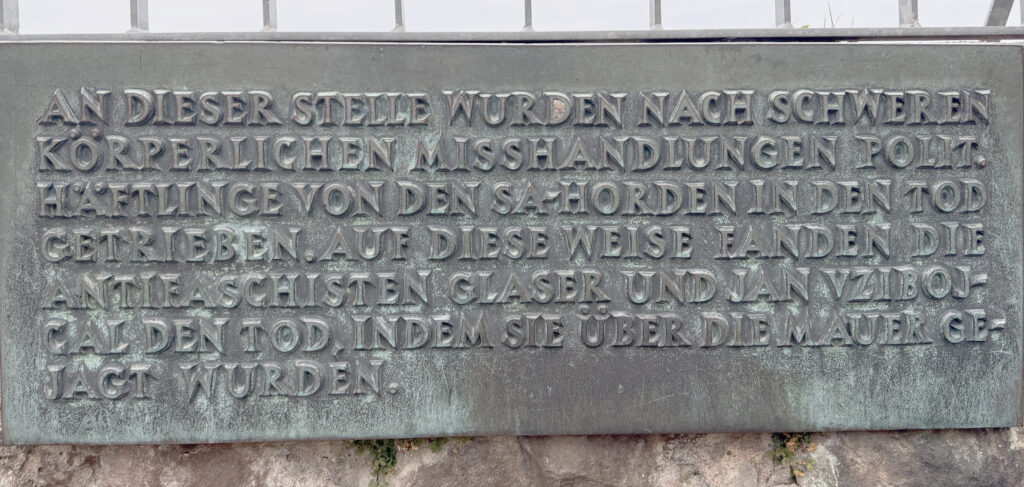 AN DIESER STELLE WURDEN NACH SCHWEREN
KÖRPERLICHEN MISSHANDLUNGEN POLIT.
HÄFTLINGE VON DEN SA-HORDEN IN DEN TOD
GETRIEBEN. AUF DIESE WEISE FANDEN DIE
ANTIFASCHISTEN GLASER UND JAN VZIBOJ-
CAL DEN TOD, INDEM SIE ÜBER DIE MAUER GE-
JAGT WURDEN.